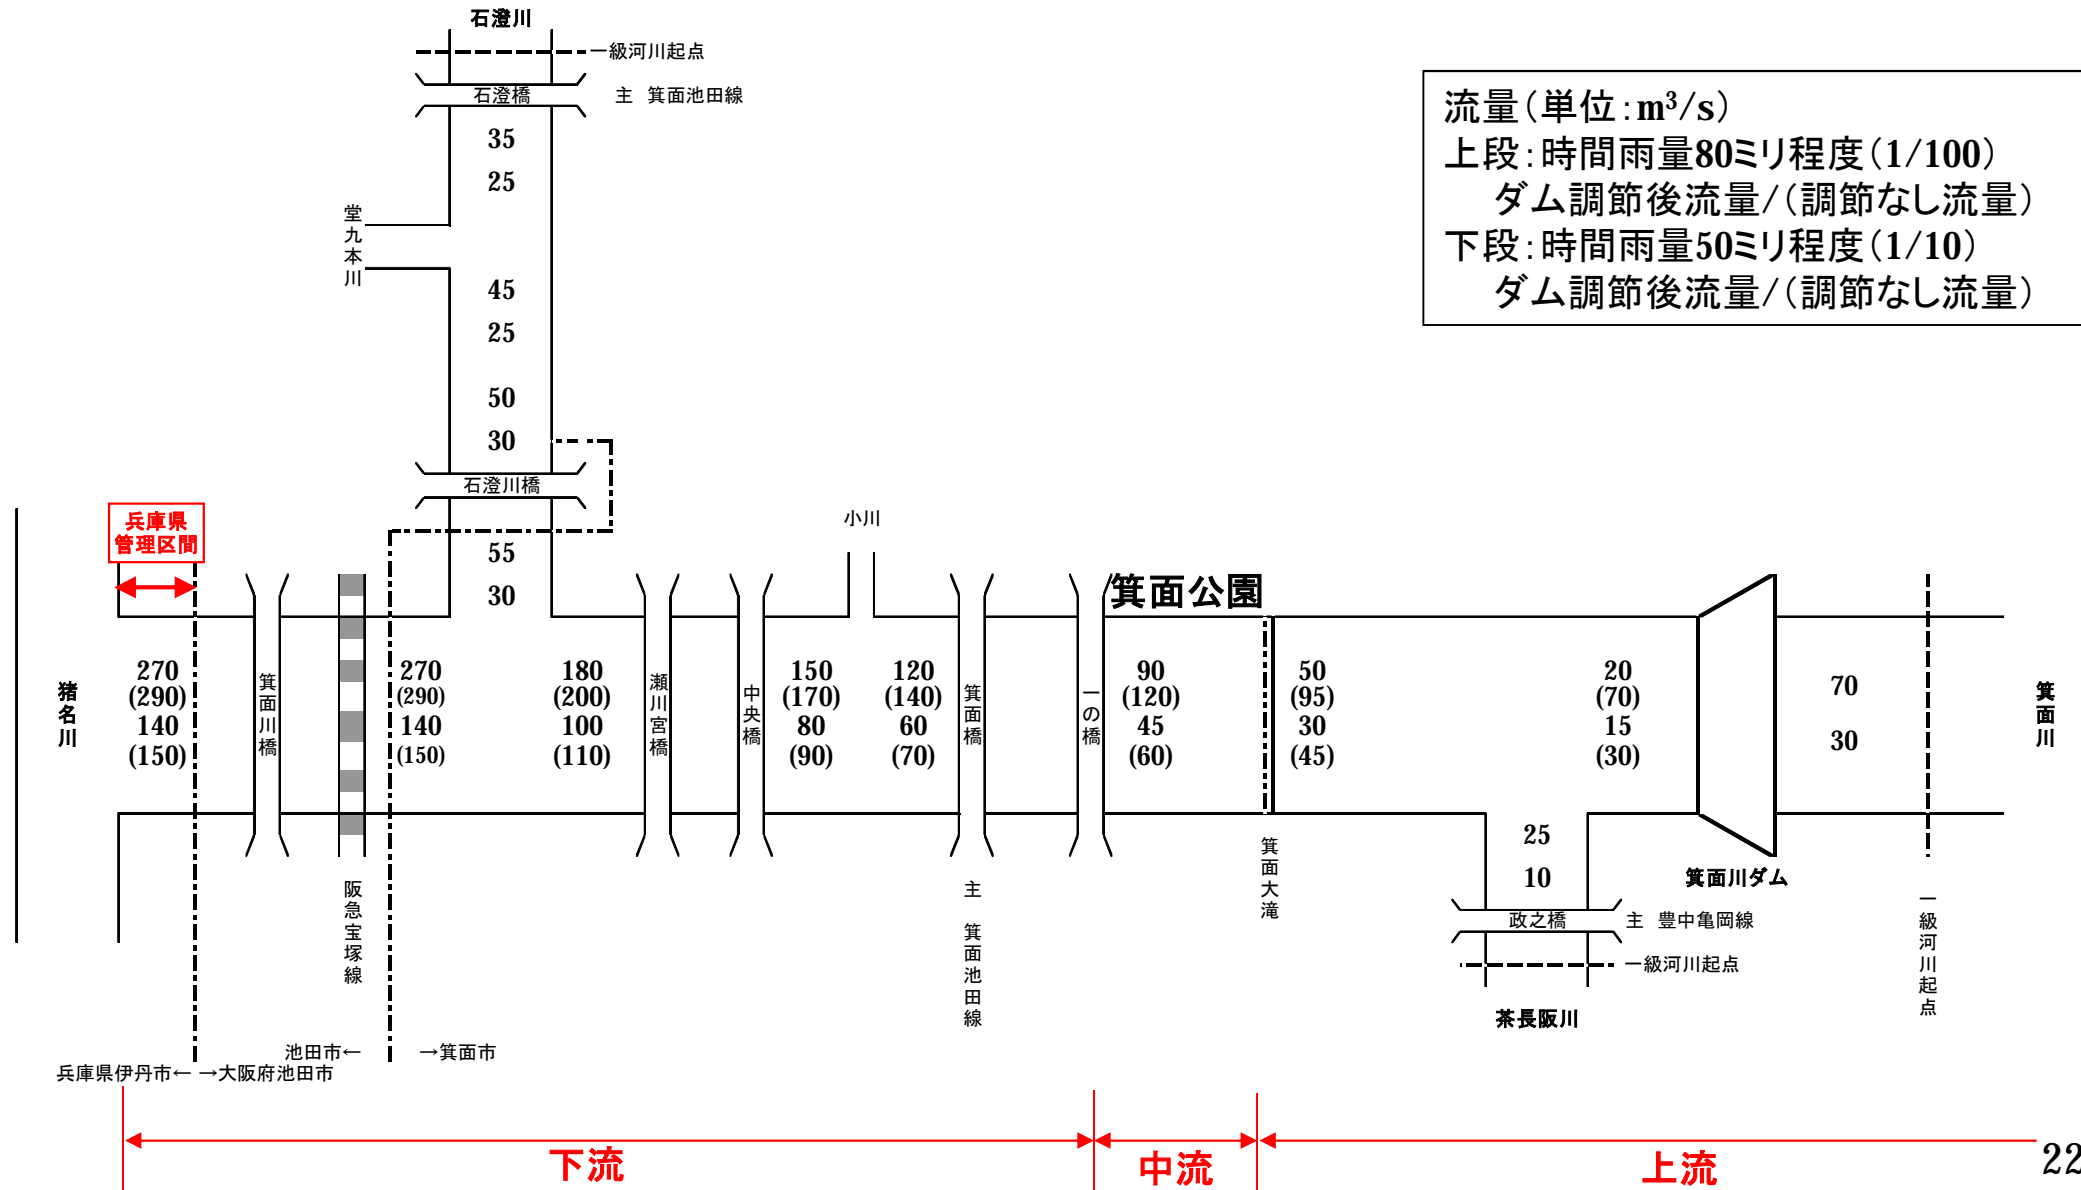 石澄川
一級河川起点
石澄橋
主 箕面池田線
35
25
堂九本川
45
25
50
30
石澄川橋
55
30
流量(単位:m³/s)
上段:時間雨量80ミリ程度(1/100)
ダム調節後流量/(調節なし流量)
下段:時間雨量50ミリ程度(1/10)
ダム調節後流量/(調節なし流量)
兵庫県
管理区間
小川
箕面公園
猪名川
270
(290)
140
(150)
箕面川橋
270
(290)
140
(150)
180
(200)
100
(110)
瀬川宮橋
中央橋
150
(170)
80
(90)
120
(140)
60
(70)
箕面橋
一の橋
90
(120)
45
(60)
50
(95)
30
(45)
20
(70)
15
(30)
70
30
箕面川
25
10
政之橋
主 豊中亀岡線
一級河川起点
茶長阪川
箕面川ダム
一級河川起点
箕面大滝
主 箕面池田線
阪急宝塚線
池田市←
→箕面市
兵庫県伊丹市←
→大阪府池田市
下流
中流
上流
22